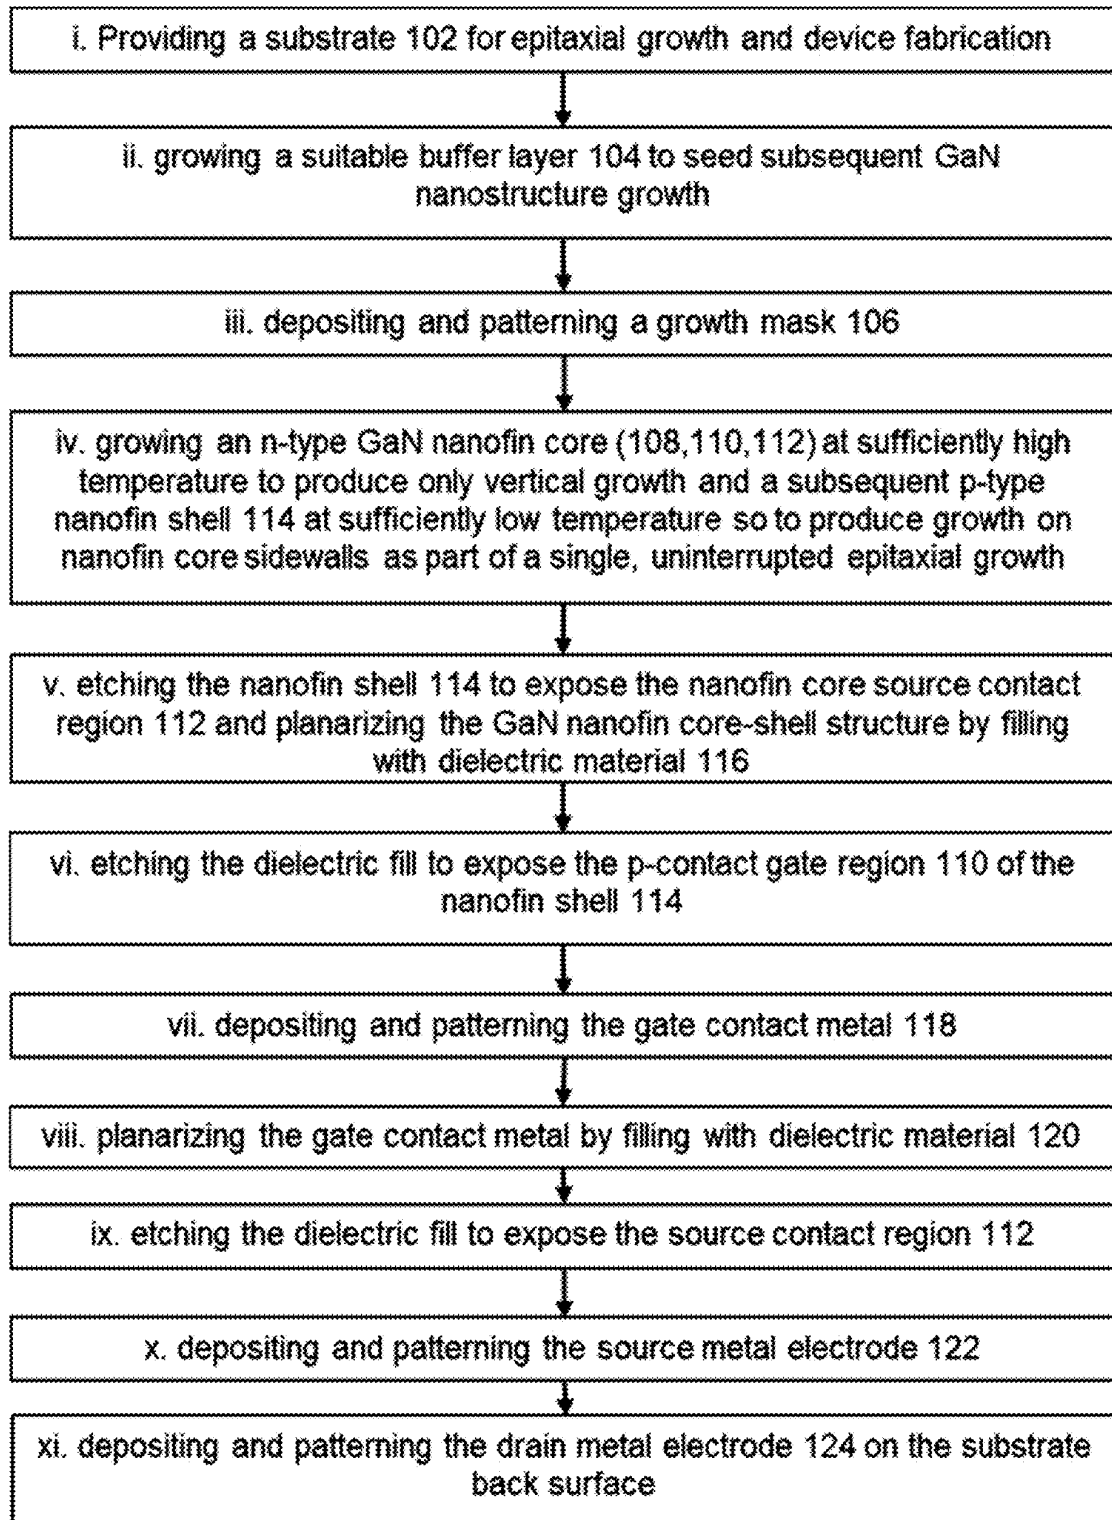 i. Providing a substrate 102 for epitaxial growth and device fabrication
ii. growing a suitable buffer layer 104 to seed subsequent GaN
nanostructure growth
iii. depositing and patterning a growth mask 106
iv. growing an n-type GaN nanofin core (108,110,112) at sufficiently high
temperature to produce only vertical growth and a subsequent p-type
nanofin shell 114 at sufficiently low temperature so to produce growth on
nanofin core sidewalls as part of a single, uninterrupted epitaxial growth
v. etching the nanofin shell 114 to expose the nanofin core source contact
region 112 and planarizing the GaN nanofin core-shell structure by filling
with dielectric material 116
vi. etching the dielectric fill to expose the p-contact gate region 110 of the
nanofin shell 114
vii. depositing and patterning the gate contact metal 118
viii. planarizing the gate contact metal by filling with dielectric material 120
ix. etching the dielectric fill to expose the source contact region 112
x. depositing and patterning the source metal electrode 122
xi. depositing and patterning the drain metal electrode 124 on the substrate
back surface